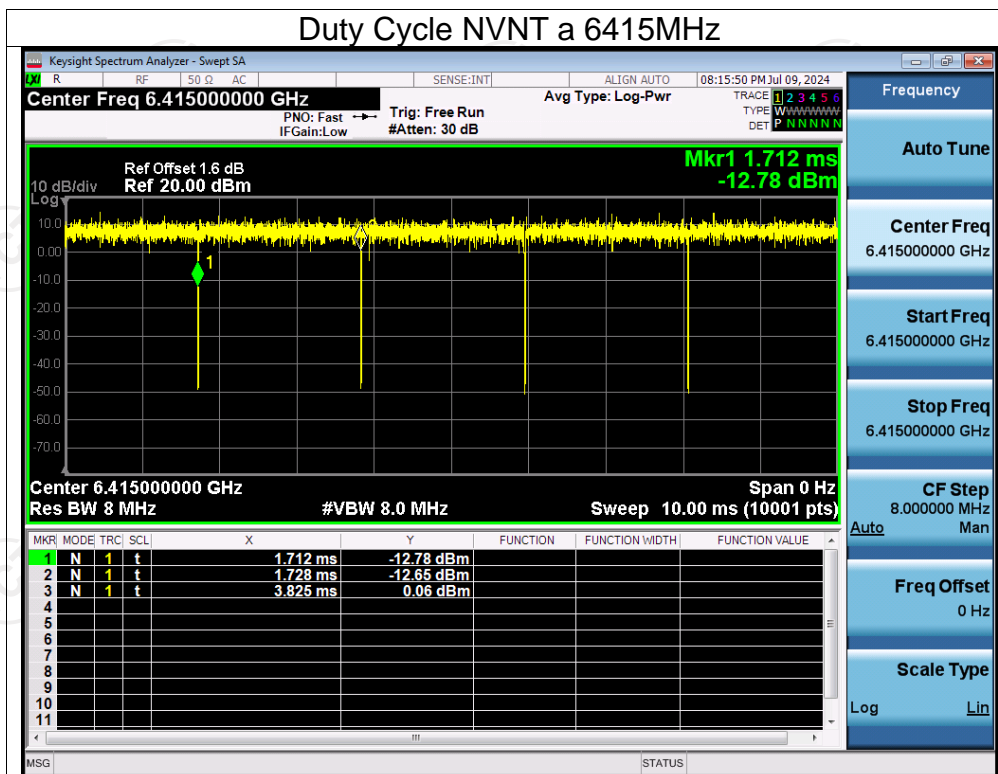 Duty Cycle NVNT a 6415MHz
Keysight Spectrum Analyzer - Swept SA
LXI R RF 50 Ω AC SENSE:INT ALIGN AUTO 08:15:50 PM Jul 09, 2024
Center Freq 6.415000000 GHz
PNO: Fast
IFGain:Low
Trig: Free Run
#Atten: 30 dB
Avg Type: Log-Pwr
TRACE 1 2 3 4 5 6
TYPE WWWWWW
DET P N N N N N
Ref Offset 1.6 dB
10 dB/div Ref 20.00 dBm
Log
Mkr1 1.712 ms
-12.78 dBm
10.0
0.00
-10.0
-20.0
-30.0
-40.0
-50.0
-60.0
-70.0
1
Center 6.415000000 GHz Span 0 Hz
Res BW 8 MHz #VBW 8.0 MHz Sweep 10.00 ms (10001 pts)
MKR MODE TRC SCL X Y FUNCTION FUNCTION WIDTH FUNCTION VALUE
1 N 1 t 1.712 ms -12.78 dBm
2 N 1 t 1.728 ms -12.65 dBm
3 N 1 t 3.825 ms 0.06 dBm
4
5
6
7
8
9
10
11
MSG STATUS
Frequency
Auto Tune
Center Freq
6.415000000 GHz
Start Freq
6.415000000 GHz
Stop Freq
6.415000000 GHz
CF Step
8.000000 MHz
Auto Man
Freq Offset
0 Hz
Scale Type
Log Lin